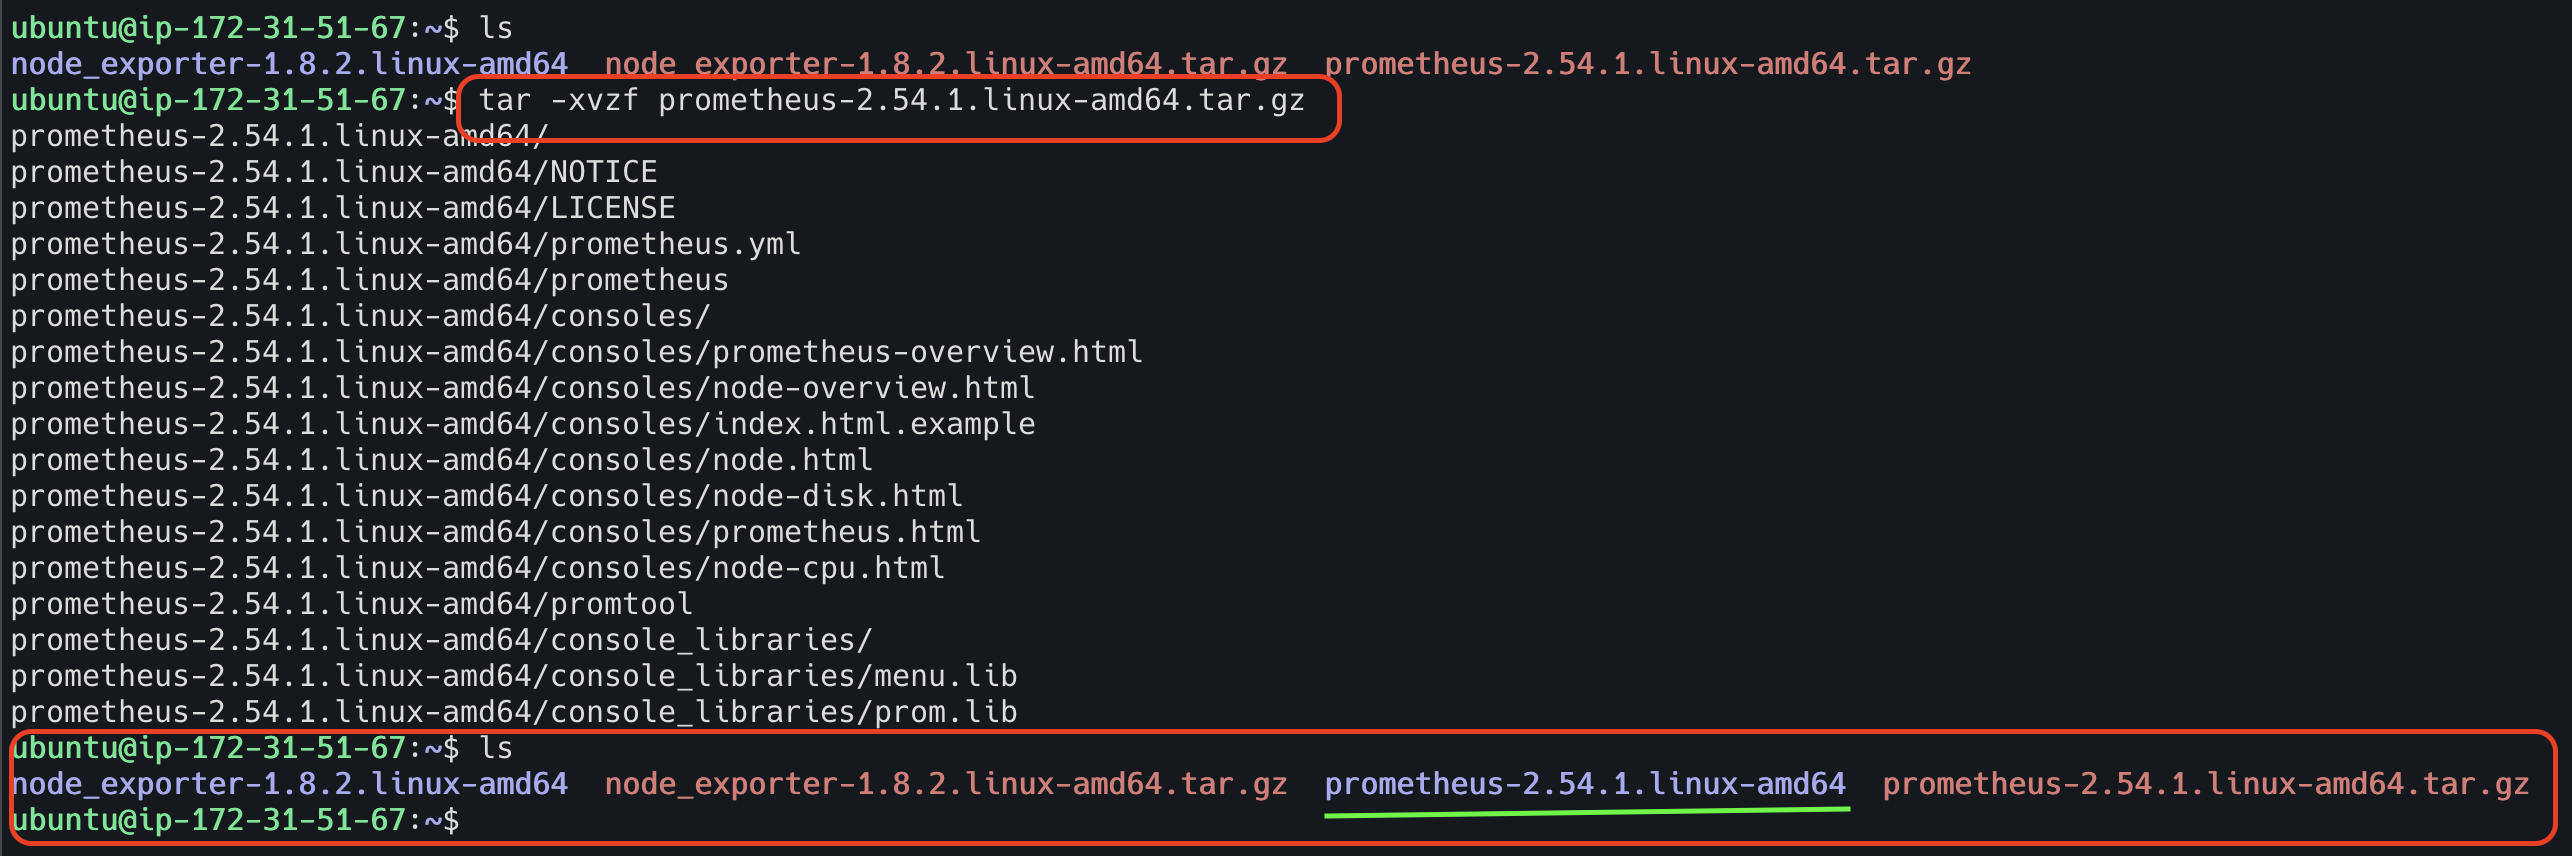 ubuntu@ip-172-31-51-67:~$ ls
node_exporter-1.8.2.linux-amd64  node_exporter-1.8.2.linux-amd64.tar.gz  prometheus-2.54.1.linux-amd64.tar.gz
ubuntu@ip-172-31-51-67:~$ tar -xvzf prometheus-2.54.1.linux-amd64.tar.gz
prometheus-2.54.1.linux-amd64/
prometheus-2.54.1.linux-amd64/NOTICE
prometheus-2.54.1.linux-amd64/LICENSE
prometheus-2.54.1.linux-amd64/prometheus.yml
prometheus-2.54.1.linux-amd64/prometheus
prometheus-2.54.1.linux-amd64/consoles/
prometheus-2.54.1.linux-amd64/consoles/prometheus-overview.html
prometheus-2.54.1.linux-amd64/consoles/node-overview.html
prometheus-2.54.1.linux-amd64/consoles/index.html.example
prometheus-2.54.1.linux-amd64/consoles/node.html
prometheus-2.54.1.linux-amd64/consoles/node-disk.html
prometheus-2.54.1.linux-amd64/consoles/prometheus.html
prometheus-2.54.1.linux-amd64/consoles/node-cpu.html
prometheus-2.54.1.linux-amd64/promtool
prometheus-2.54.1.linux-amd64/console_libraries/
prometheus-2.54.1.linux-amd64/console_libraries/menu.lib
prometheus-2.54.1.linux-amd64/console_libraries/prom.lib
ubuntu@ip-172-31-51-67:~$ ls
node_exporter-1.8.2.linux-amd64  node_exporter-1.8.2.linux-amd64.tar.gz  prometheus-2.54.1.linux-amd64  prometheus-2.54.1.linux-amd64.tar.gz
ubuntu@ip-172-31-51-67:~$